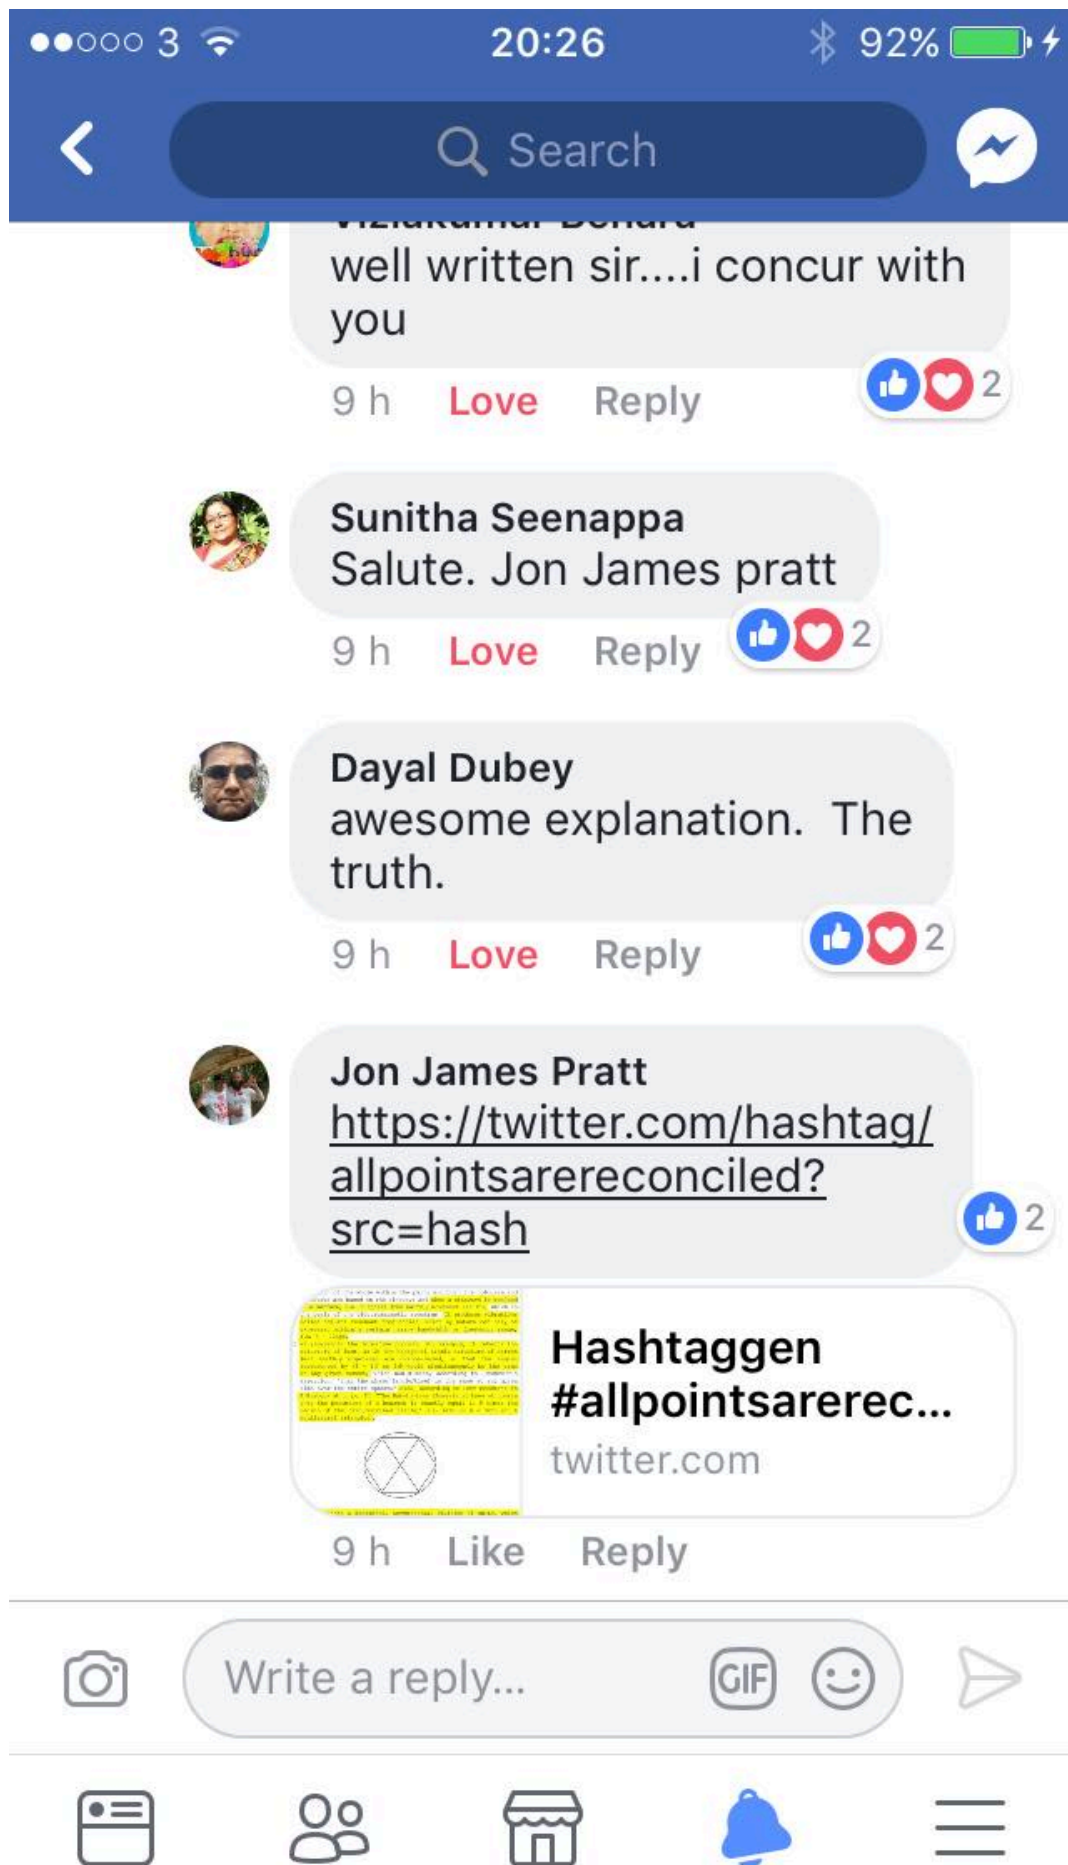 3
20:26
92%
Search
well written sir....i concur with
you
9 h Love Reply 2
Sunitha Seenappa
Salute. Jon James pratt
9 h Love Reply 2
Dayal Dubey
awesome explanation. The
truth.
9 h Love Reply 2
Jon James Pratt
https://twitter.com/hashtag/
allpointsarereconciled?
src=hash
2
Hashtaggen
#allpointsarerec...
twitter.com
9 h Like Reply
Write a reply...
GIF